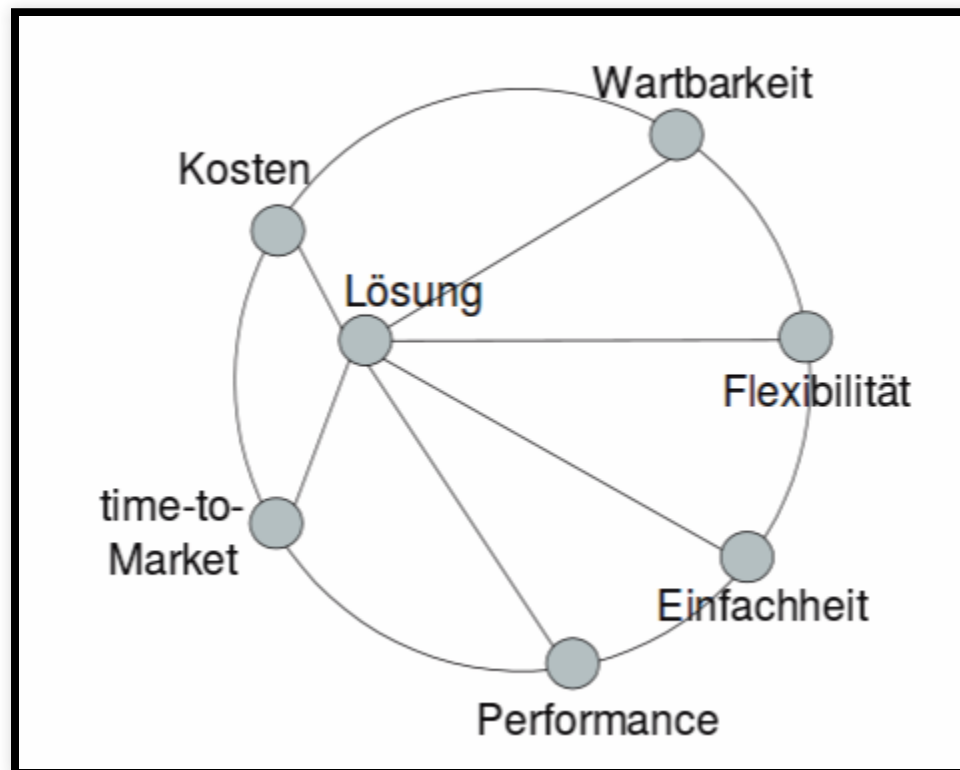 Wartbarkeit
Kosten
Lösung
Flexibilität
time-to-
Market
Einfachheit
Performance